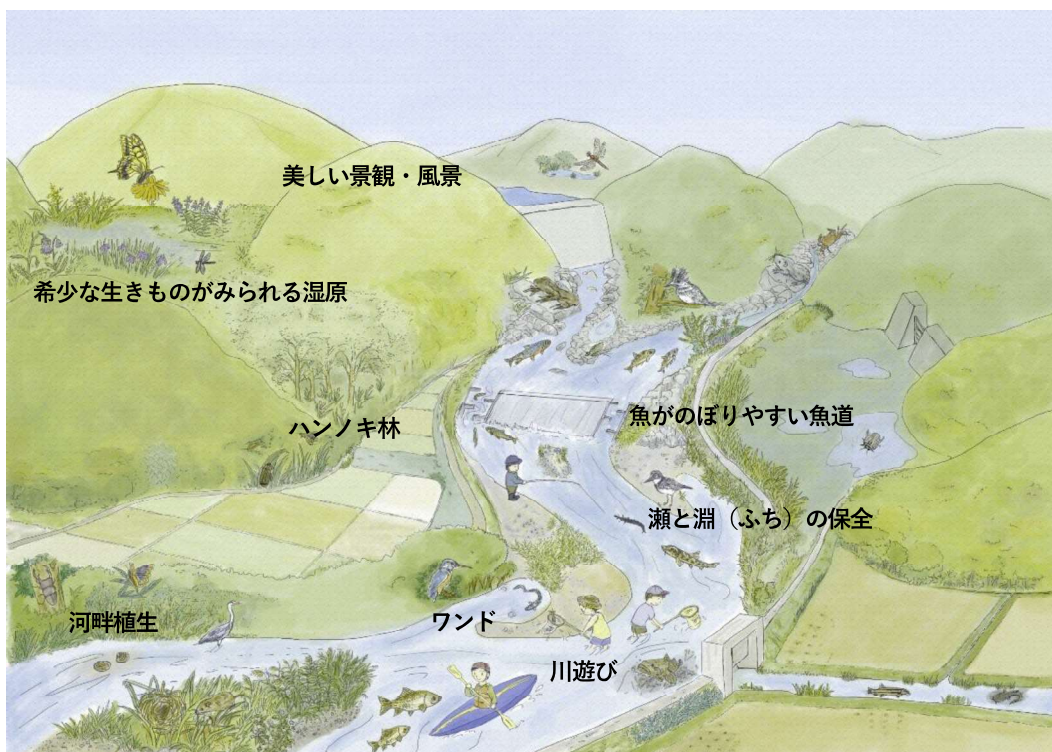 美しい景観・風景
希少な生きものがみられる湿原
魚がのぼりやすい魚道
ハンノキ林
瀬と淵（ふち）の保全
河畔植生
ワンド
川遊び